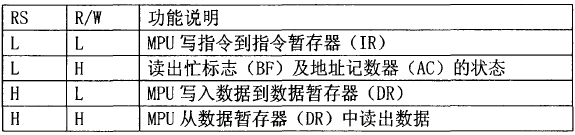 RS R/W 功能说明
L L MPU 写指令到指令暂存器（IR）
L H 读出忙标志（BF）及地址记数器（AC）的状态
H L MPU 写入数据到数据暂存器（DR）
H H MPU 从数据暂存器（DR）中读出数据